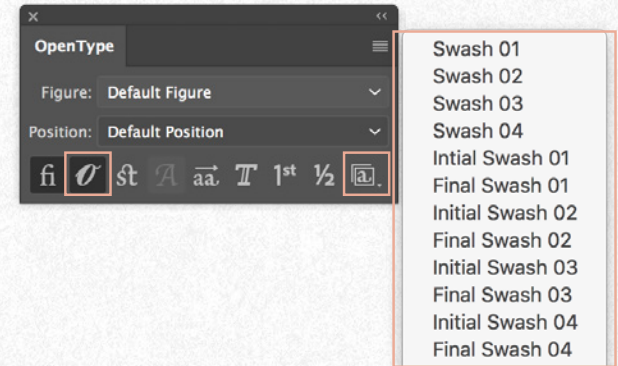 OpenType
Figure: Default Figure
Position: Default Position
fi O st A aa T 1st ½ a
Swash 01
Swash 02
Swash 03
Swash 04
Intial Swash 01
Final Swash 01
Initial Swash 02
Final Swash 02
Initial Swash 03
Final Swash 03
Initial Swash 04
Final Swash 04